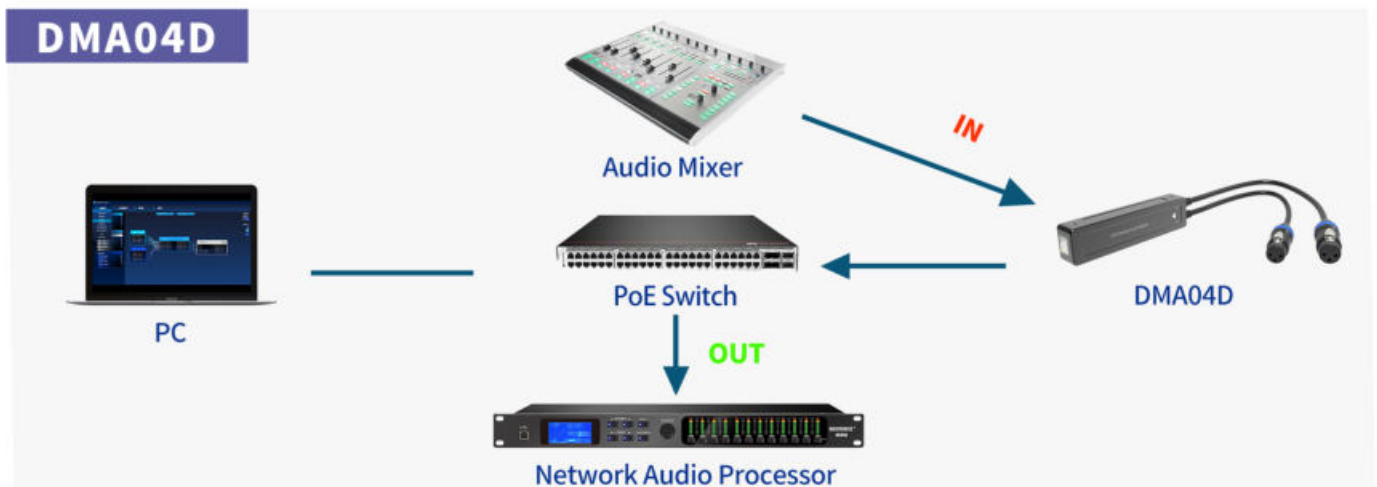 DMA04D
IN
Audio Mixer
PoE Switch
DMA04D
PC
OUT
Network Audio Processor